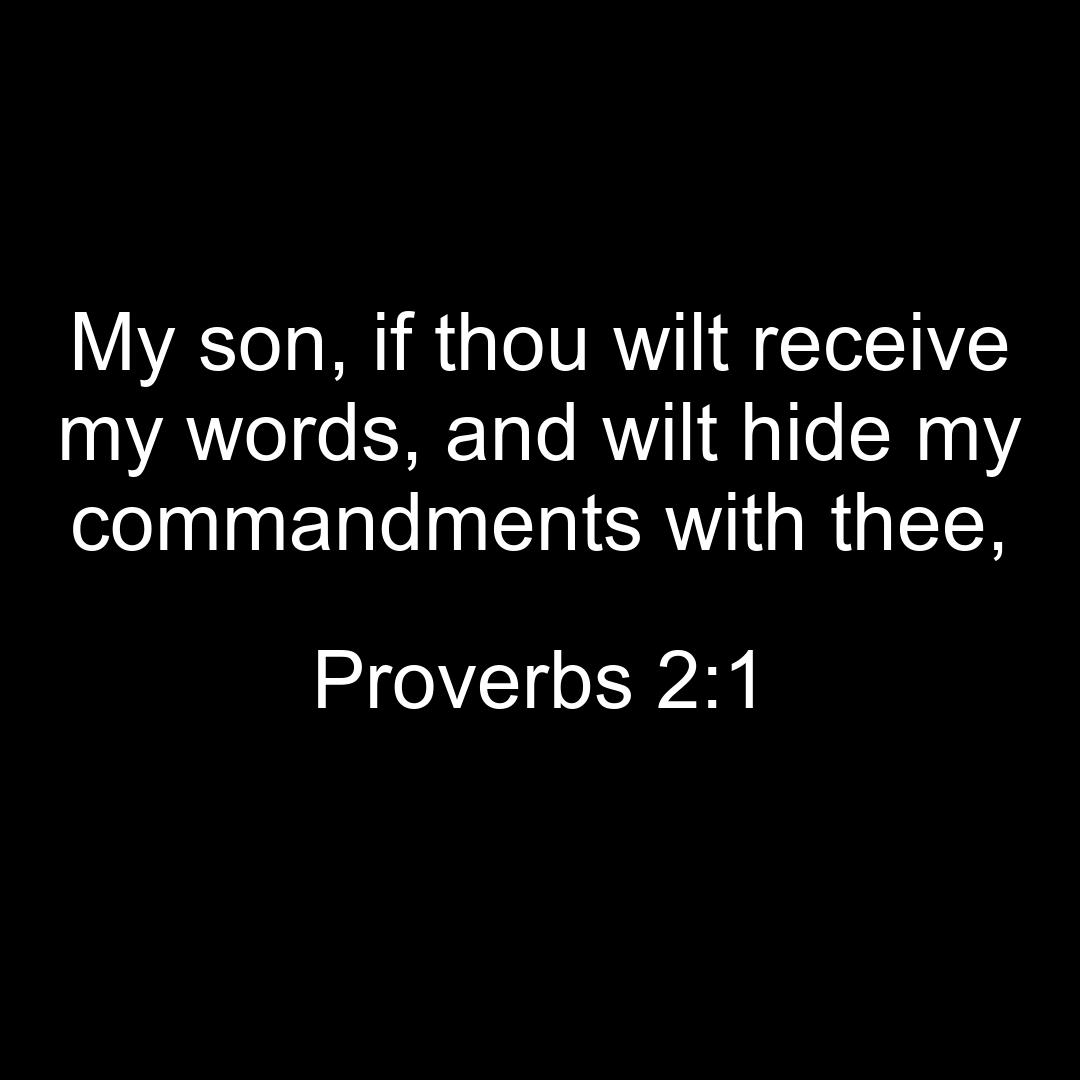 My son, if thou wilt receive
my words, and wilt hide my
commandments with thee,
Proverbs 2:1